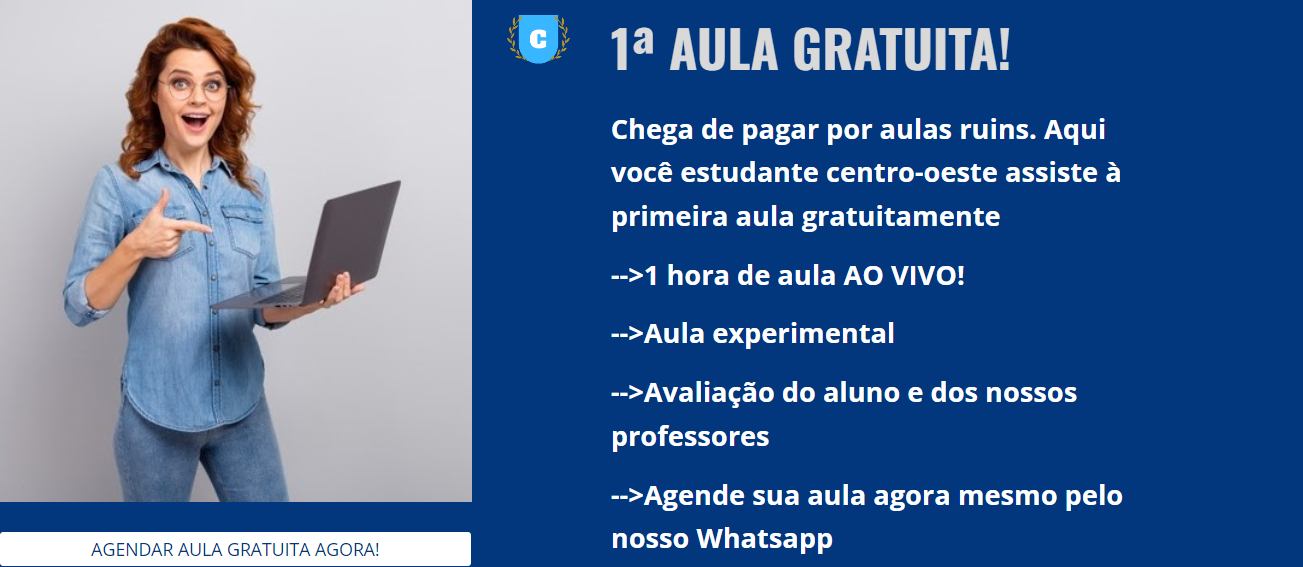 C
1ª AULA GRATUITA!
Chega de pagar por aulas ruins. Aqui
você estudante centro-oeste assiste à
primeira aula gratuitamente
-->1 hora de aula AO VIVO!
-->Aula experimental
-->Avaliação do aluno e dos nossos
professores
-->Agende sua aula agora mesmo pelo
nosso Whatsapp
AGENDAR AULA GRATUITA AGORA!